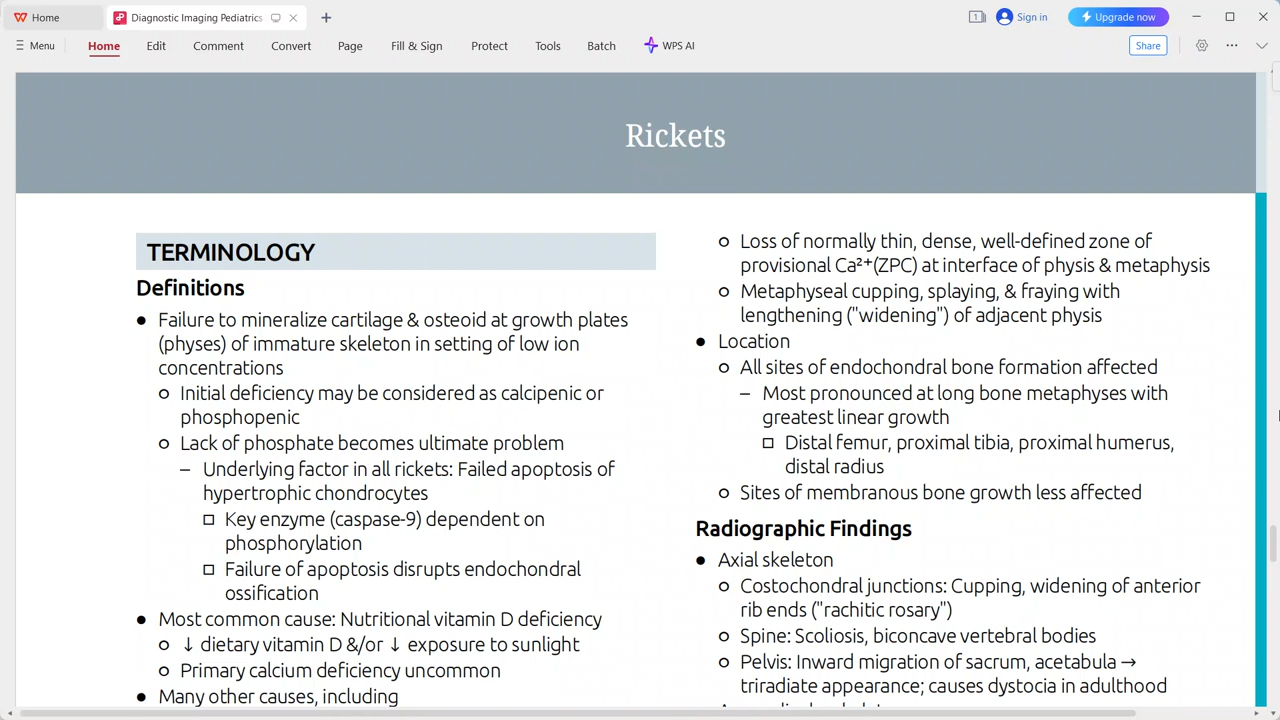 Home
Diagnostic Imaging Pediatrics
1
Sign in
Upgrade now
Menu
Home
Edit
Comment
Convert
Page
Fill & Sign
Protect
Tools
Batch
WPS AI
Share
Rickets
TERMINOLOGY
Definitions
● Failure to mineralize cartilage & osteoid at growth plates
(physes) of immature skeleton in setting of low ion
concentrations
○ Initial deficiency may be considered as calcipenic or
phosphopenic
○ Lack of phosphate becomes ultimate problem
– Underlying factor in all rickets: Failed apoptosis of
hypertrophic chondrocytes
□ Key enzyme (caspase-9) dependent on
phosphorylation
□ Failure of apoptosis disrupts endochondral
ossification
● Most common cause: Nutritional vitamin D deficiency
○ ↓ dietary vitamin D &/or ↓ exposure to sunlight
○ Primary calcium deficiency uncommon
● Many other causes, including
○ Loss of normally thin, dense, well-defined zone of
provisional Ca²⁺(ZPC) at interface of physis & metaphysis
○ Metaphyseal cupping, splaying, & fraying with
lengthening ("widening") of adjacent physis
● Location
○ All sites of endochondral bone formation affected
– Most pronounced at long bone metaphyses with
greatest linear growth
□ Distal femur, proximal tibia, proximal humerus,
distal radius
○ Sites of membranous bone growth less affected
Radiographic Findings
● Axial skeleton
○ Costochondral junctions: Cupping, widening of anterior
rib ends ("rachitic rosary")
○ Spine: Scoliosis, biconcave vertebral bodies
○ Pelvis: Inward migration of sacrum, acetabula →
triradiate appearance; causes dystocia in adulthood